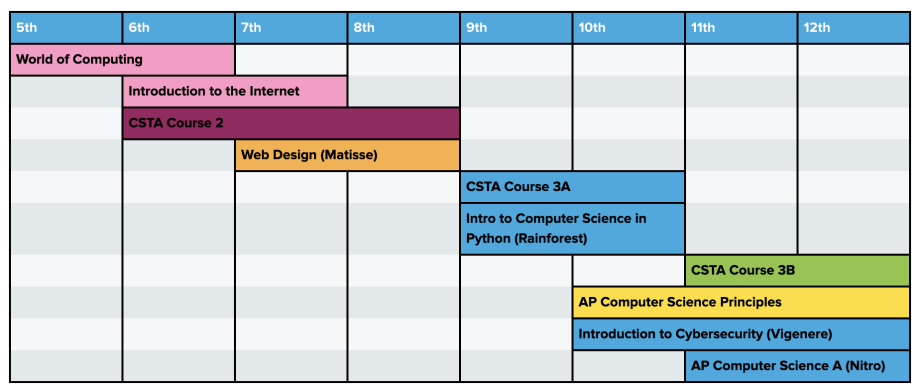 5th 6th 7th 8th 9th 10th 11th 12th
World of Computing
Introduction to the Internet
CSTA Course 2
Web Design (Matisse)
CSTA Course 3A
Intro to Computer Science in
Python (Rainforest)
CSTA Course 3B
AP Computer Science Principles
Introduction to Cybersecurity (Vigenere)
AP Computer Science A (Nitro)